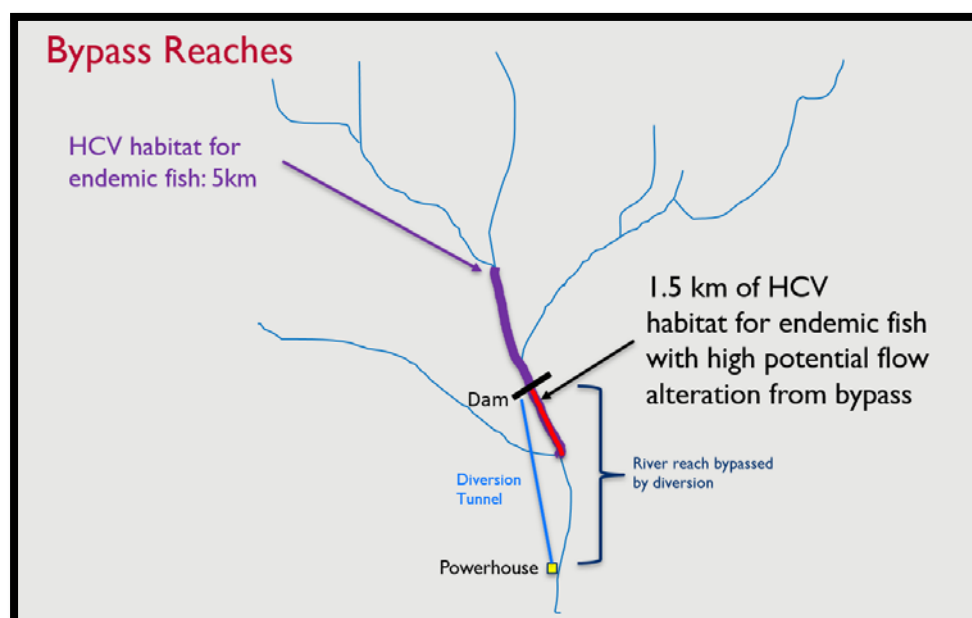 Bypass Reaches
HCV habitat for
endemic fish: 5km
1.5 km of HCV
habitat for endemic fish
with high potential flow
alteration from bypass
Dam
River reach bypassed
by diversion
Diversion
Tunnel
Powerhouse